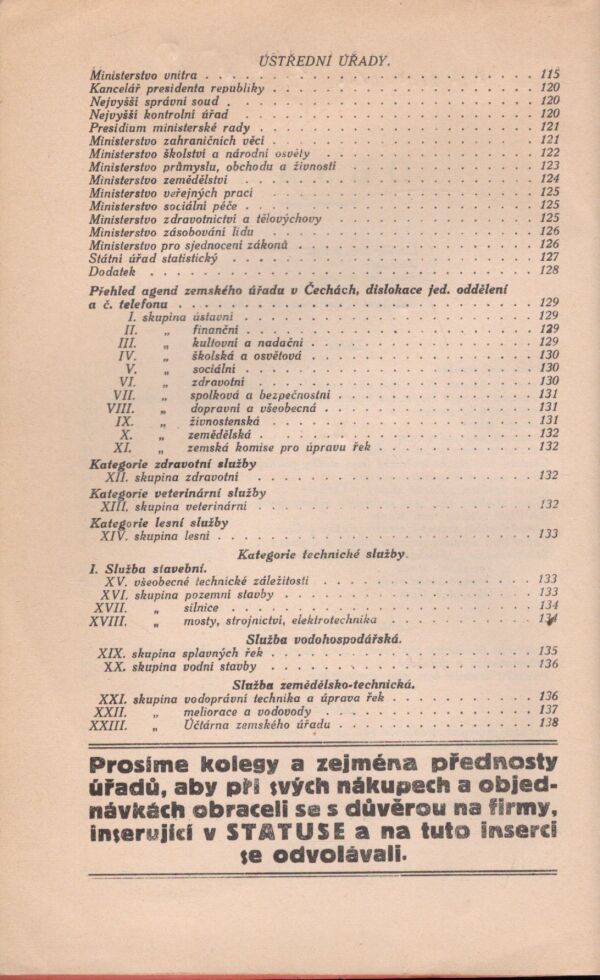 ÚSTŘEDNÍ ÚŘADY.
Ministerstvo vnitra . . . . . . . . . . . . . . . . . . . . . . . . 115
Kancelář presidenta republiky . . . . . . . . . . . . . . . . . . . 120
Nejvyšší správní soud . . . . . . . . . . . . . . . . . . . . . . . 120
Nejvyšší kontrolní úřad . . . . . . . . . . . . . . . . . . . . . . 120
Presidium ministerské rady . . . . . . . . . . . . . . . . . . . . 121
Ministerstvo zahraničních věcí . . . . . . . . . . . . . . . . . . 121
Ministerstvo školství a národní osvěty . . . . . . . . . . . . . . 122
Ministerstvo průmyslu, obchodu a živností . . . . . . . . . . . . . 123
Ministerstvo zemědělství . . . . . . . . . . . . . . . . . . . . . 124
Ministerstvo veřejných prací . . . . . . . . . . . . . . . . . . . 125
Ministerstvo sociální péče . . . . . . . . . . . . . . . . . . . . 125
Ministerstvo zdravotnictví a tělovýchovy . . . . . . . . . . . . . 125
Ministerstvo zásobování lidu . . . . . . . . . . . . . . . . . . . 126
Ministerstvo pro sjednocení zákonů . . . . . . . . . . . . . . . . 126
Státní úřad statistický . . . . . . . . . . . . . . . . . . . . . . 127
Dodatek . . . . . . . . . . . . . . . . . . . . . . . . . . . . . 128
Přehled agend zemského úřadu v Čechách, dislokace jed. oddělení
a č. telefonu . . . . . . . . . . . . . . . . . . . . . . . . . . 129
I. skupina ústavní . . . . . . . . . . . . . . . . . . . . . . 129
II. „ finanční . . . . . . . . . . . . . . . . . . . . . . 129
III. „ kultovní a nadační . . . . . . . . . . . . . . . . . 129
IV. „ školská a osvětová . . . . . . . . . . . . . . . . . 130
V. „ sociální . . . . . . . . . . . . . . . . . . . . . . 130
VI. „ zdravotní . . . . . . . . . . . . . . . . . . . . . 130
VII. „ spolková a bezpečnostní . . . . . . . . . . . . . . . 131
VIII. „ dopravní a všeobecná . . . . . . . . . . . . . . . . 131
IX. „ živnostenská . . . . . . . . . . . . . . . . . . . . 131
X. „ zemědělská . . . . . . . . . . . . . . . . . . . . . 132
XI. „ zemská komise pro úpravu řek . . . . . . . . . . . . 132
Kategorie zdravotní služby
XII. skupina zdravotní . . . . . . . . . . . . . . . . . . . . 132
Kategorie veterinární služby
XIII. skupina veterinární . . . . . . . . . . . . . . . . . . . 132
Kategorie lesní služby
XIV. skupina lesní . . . . . . . . . . . . . . . . . . . . . . 133
Kategorie technické služby.
I. Služba stavební.
XV. všeobecné technické záležitosti . . . . . . . . . . . . . . 133
XVI. skupina pozemní stavby . . . . . . . . . . . . . . . . . . 133
XVII. „ silnice . . . . . . . . . . . . . . . . . . . . . . 134
XVIII. „ mosty, strojnictví, elektrotechnika . . . . . . . . . 134
Služba vodohospodářská.
XIX. skupina splavných řek . . . . . . . . . . . . . . . . . . 135
XX. skupina vodní stavby . . . . . . . . . . . . . . . . . . . 136
Služba zemědělsko-technická.
XXI. skupina vodoprávní technika a úprava řek . . . . . . . . . 136
XXII. „ meliorace a vodovody . . . . . . . . . . . . . . . . 137
XXIII. „ Účtárna zemského úřadu . . . . . . . . . . . . . . . 138
Prosíme kolegy a zejména přednosty
úřadů, aby při svých nákupech a objed-
návkách obraceli se s důvěrou na firmy,
inserující v STATUSE a na tuto inserci
se odvolávali.